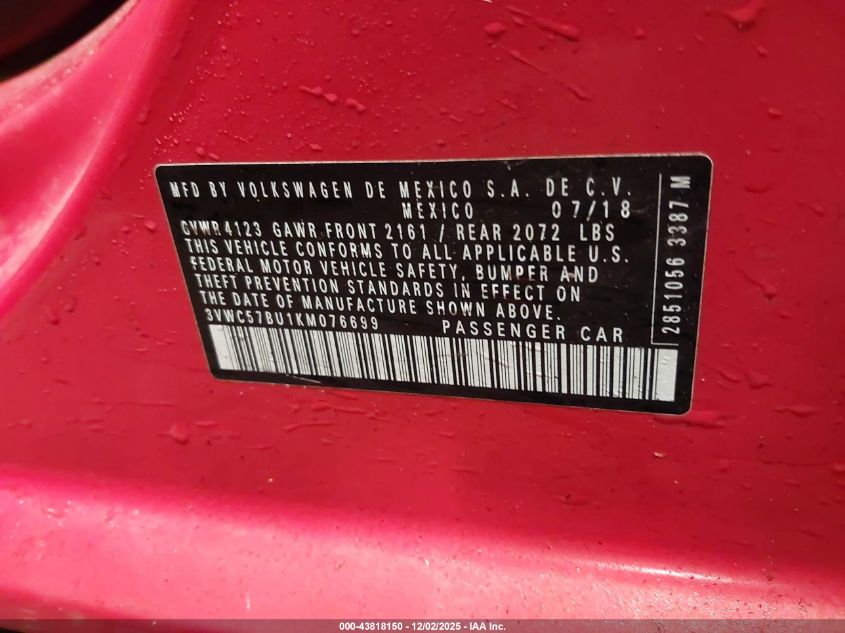 MFD BY VOLKSWAGEN DE MEXICO S.A. DE C.V.
MEXICO 07/18
GVWR 4123 GAWR FRONT 2161 / REAR 2072 LBS
THIS VEHICLE CONFORMS TO ALL APPLICABLE U.S.
FEDERAL MOTOR VEHICLE SAFETY, BUMPER AND
THEFT PREVENTION STANDARDS IN EFFECT ON
THE DATE OF MANUFACTURE SHOWN ABOVE.
3VWC57BU1KM076699 PASSENGER CAR
2851056 3387 M
000-43818150 - 12/02/2025 - IAA Inc.